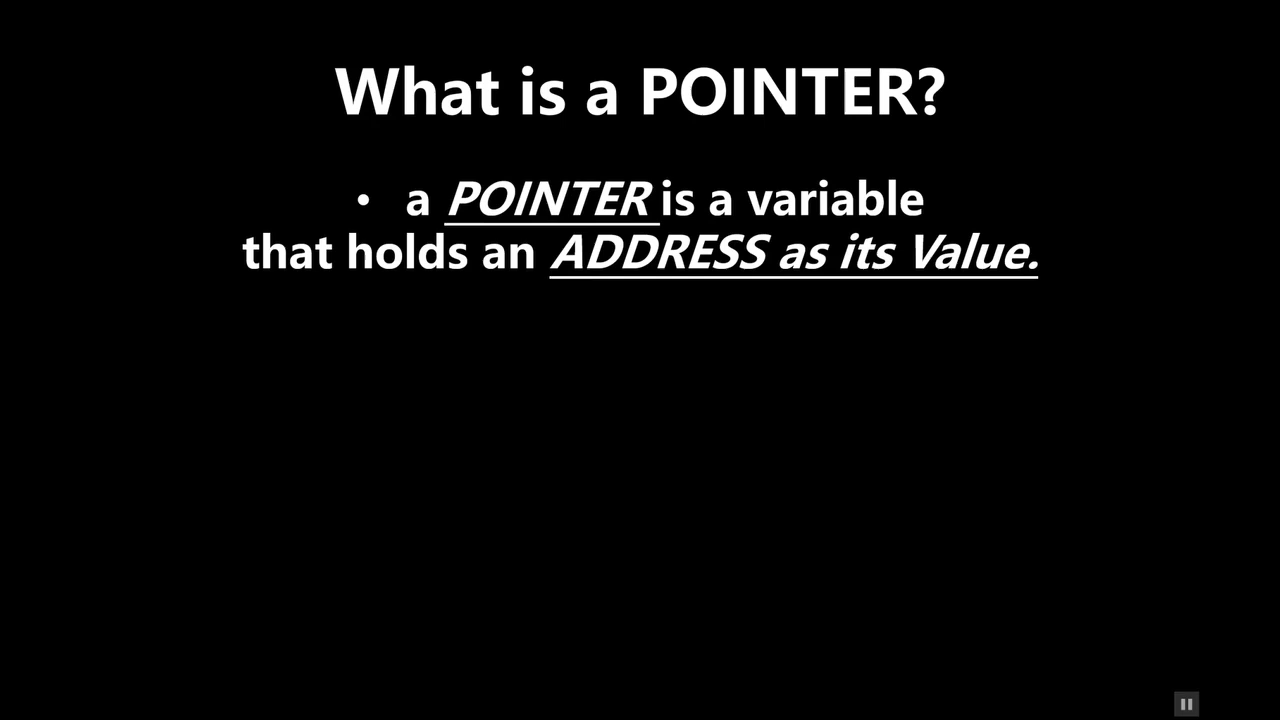 What is a POINTER?
• a POINTER is a variable
that holds an ADDRESS as its Value.